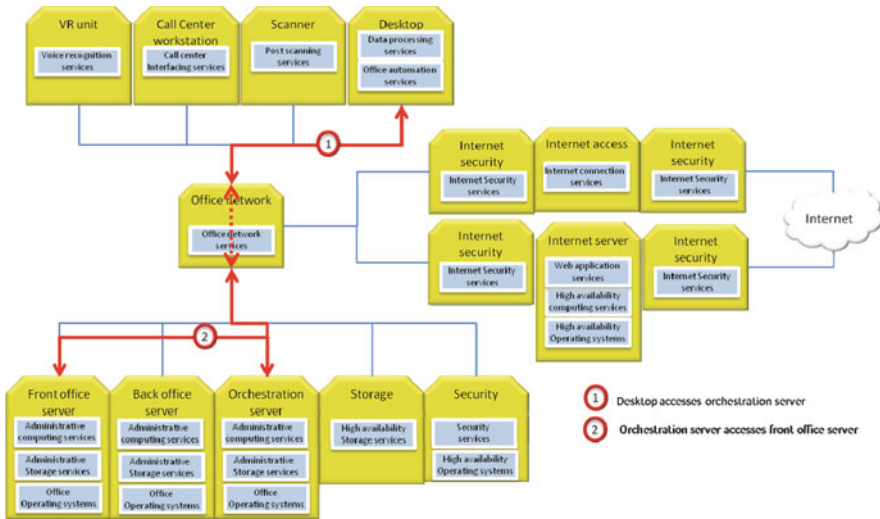 VR unit
Voice recognition
services
Call Center
workstation
Call center
Interfacing services
Scanner
Post scanning
services
Desktop
Data processing
services
Office automation
services
1
Internet
security
Internet Security
services
Internet access
Internet connection
services
Internet
security
Internet Security
services
Internet
Office network
Office network
services
Internet
security
Internet Security
services
Internet server
Web application
services
High availability
computing services
High availability
Operating systems
Internet
security
Internet Security
services
2
Front office
server
Administrative
computing services
Administrative
Storage services
Office
Operating systems
Back office
server
Administrative
computing services
Administrative
Storage services
Office
Operating systems
Orchestration
server
Administrative
computing services
Administrative
Storage services
Office
Operating systems
Storage
High availability
Storage services
Security
Security
services
High availability
Operating systems
1 Desktop accesses orchestration server
2 Orchestration server accesses front office server